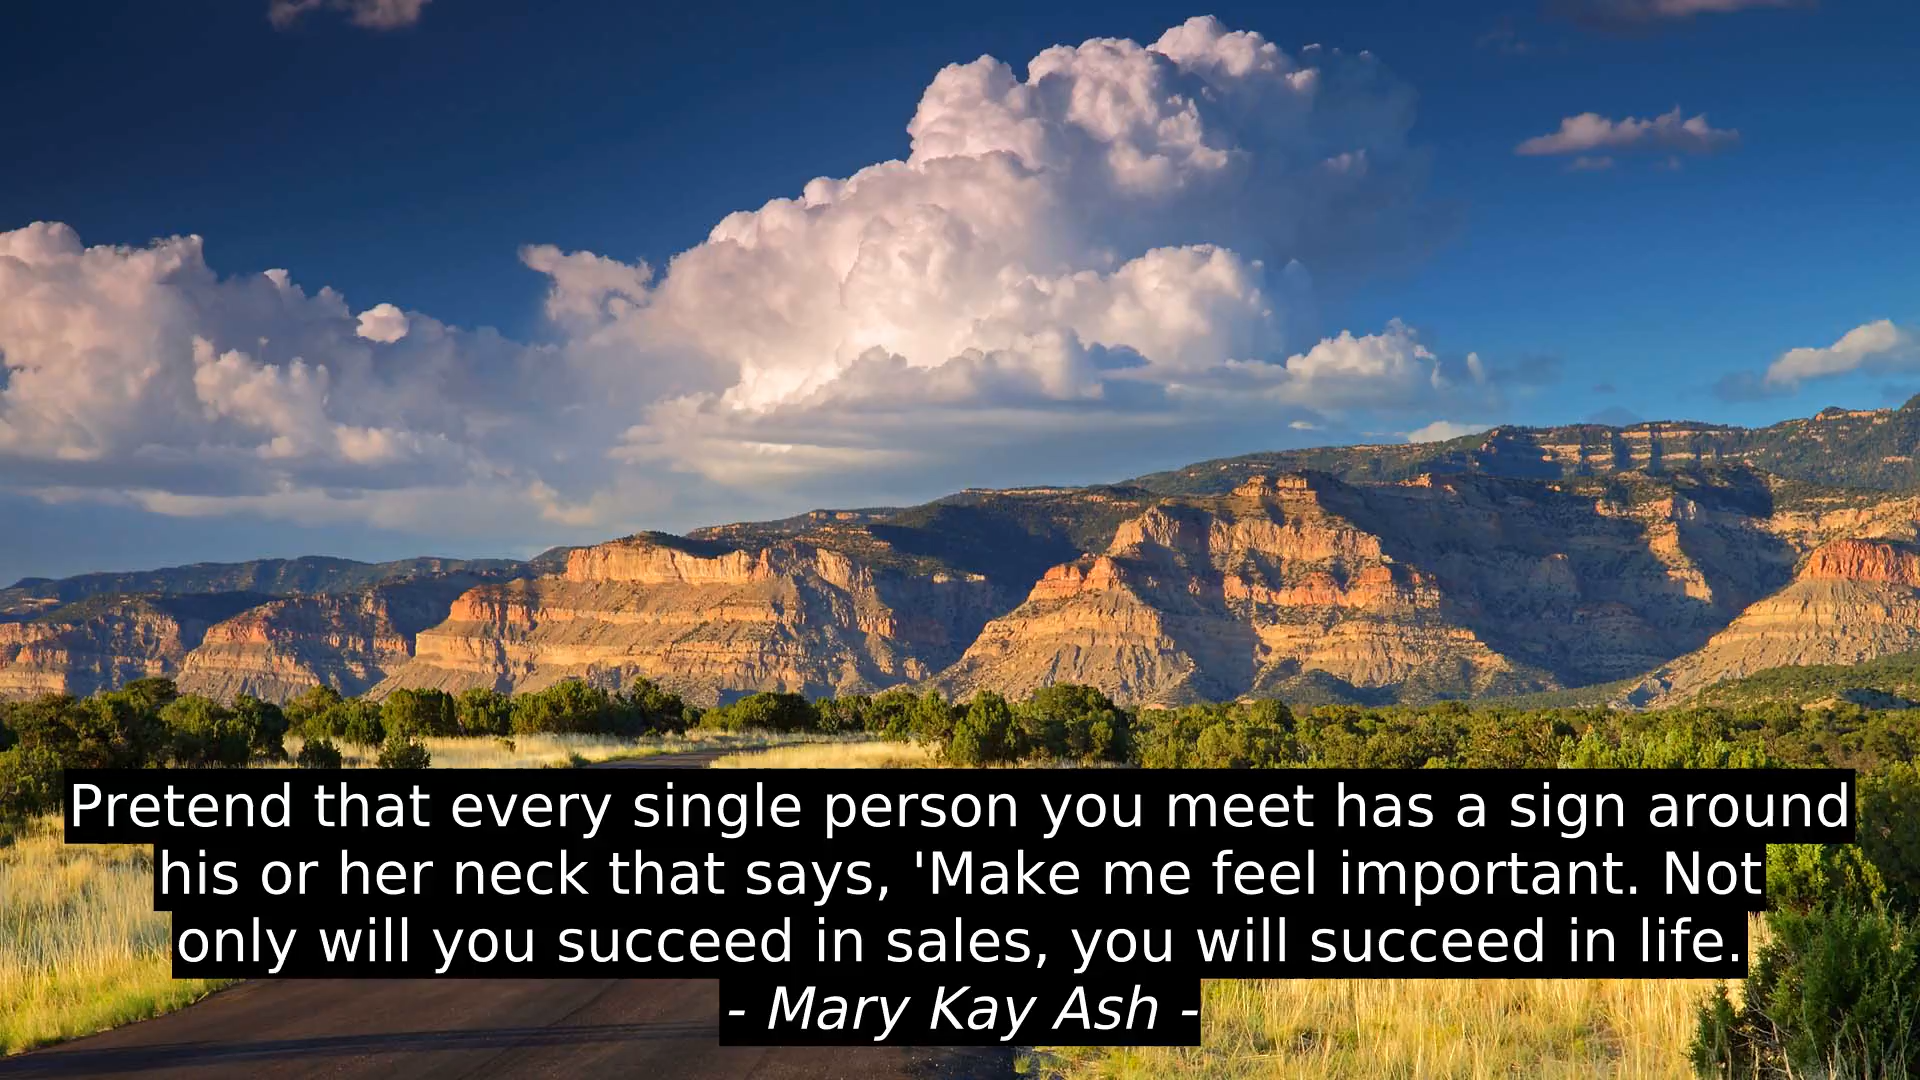 Pretend that every single person you meet has a sign around
his or her neck that says, 'Make me feel important. Not
only will you succeed in sales, you will succeed in life.
- Mary Kay Ash -